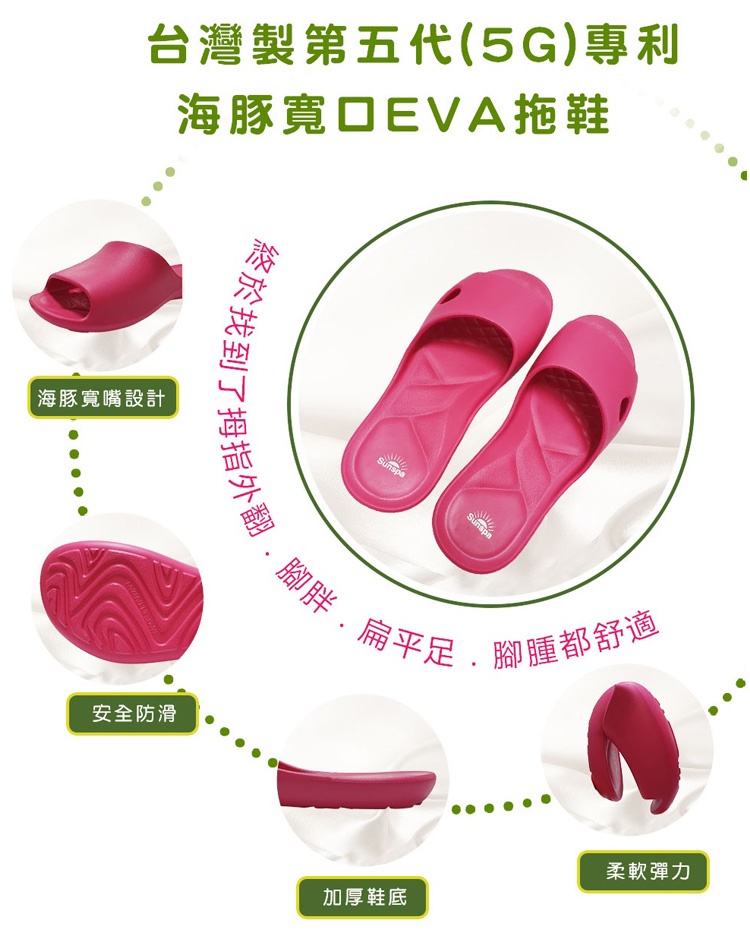 台灣製第五代(5G)專利
海豚寬口EVA拖鞋
終於找到了拇指外翻．腳胖．扁平足．腳腫都舒適
Sunspa
Sunspa
海豚寬嘴設計
安全防滑
加厚鞋底
柔軟彈力